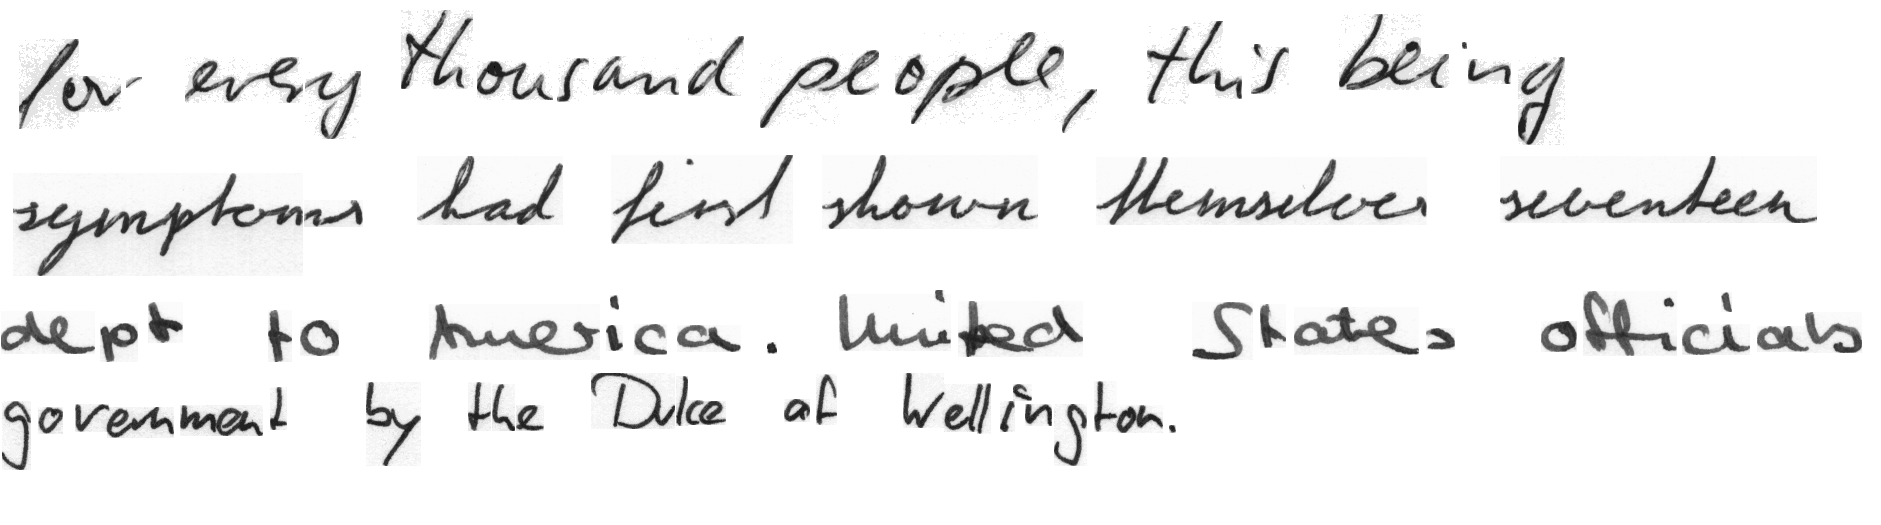 for every thousand people, this being
symptoms had first shown themselves seventeen
dept to America. United States officials
government by the Duke of Wellington.